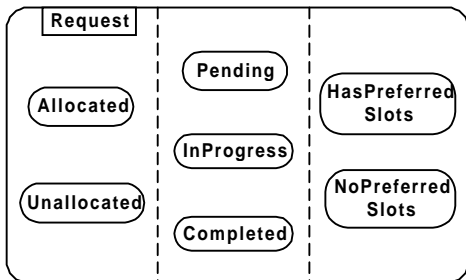 Request
Allocated
Unallocated
Pending
InProgress
Completed
HasPreferred
Slots
NoPreferred
Slots